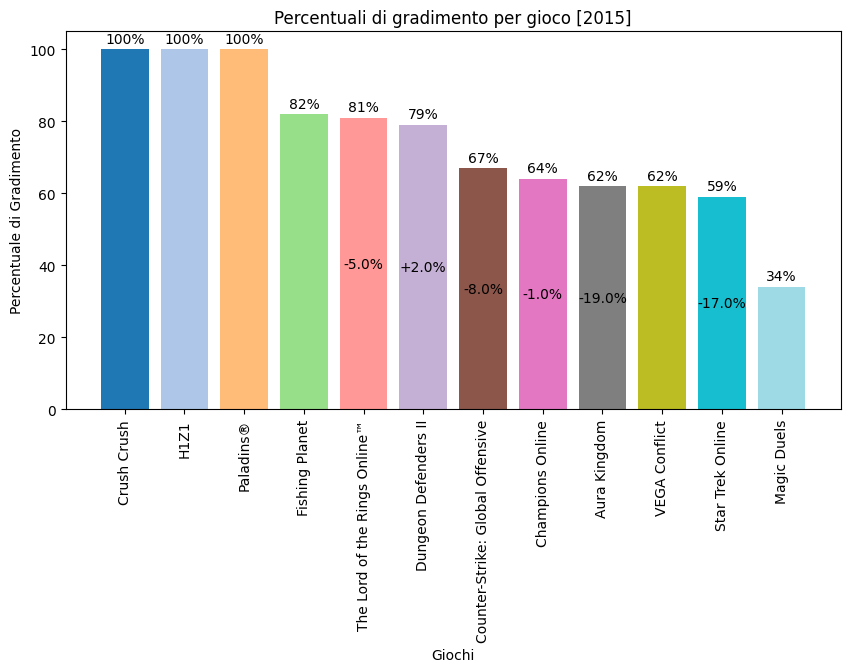 Percentuali di gradimento per gioco [2015]
Percentuale di Gradimento
100
80
60
40
20
0
100%
100%
100%
82%
81%
79%
67%
64%
62%
62%
59%
34%
-5.0%
+2.0%
-8.0%
-1.0%
-19.0%
-17.0%
Crush Crush
H1Z1
Paladins®
Fishing Planet
The Lord of the Rings Online™
Dungeon Defenders II
Counter-Strike: Global Offensive
Champions Online
Aura Kingdom
VEGA Conflict
Star Trek Online
Magic Duels
Giochi